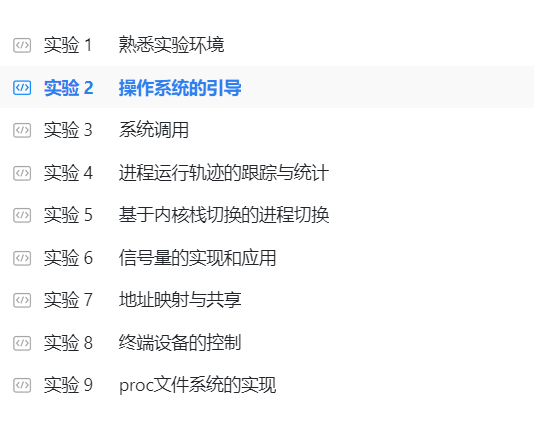 实验 1 熟悉实验环境
实验 2 操作系统的引导
实验 3 系统调用
实验 4 进程运行轨迹的跟踪与统计
实验 5 基于内核栈切换的进程切换
实验 6 信号量的实现和应用
实验 7 地址映射与共享
实验 8 终端设备的控制
实验 9 proc文件系统的实现